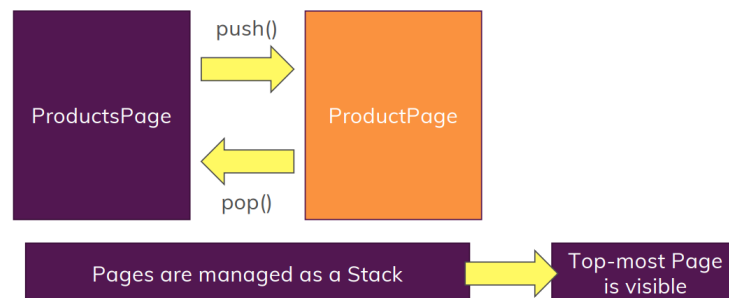 push()
ProductsPage
ProductPage
pop()
Pages are managed as a Stack
Top-most Page
is visible